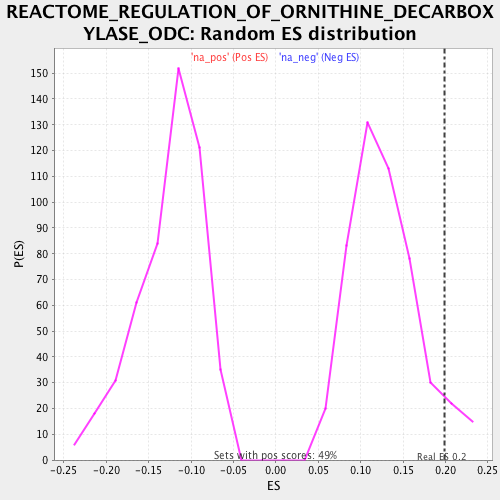 REACTOME_REGULATION_OF_ORNITHINE_DECARBOX
YLASE_ODC: Random ES distribution
'na_pos' (Pos ES) 'na_neg' (Neg ES)
P(ES)
150
140
130
120
110
100
90
80
70
60
50
40
30
20
10
0
Sets with pos scores: 49%
Real ES 0.2
-0.25 -0.20 -0.15 -0.10 -0.05 0.00 0.05 0.10 0.15 0.20 0.25
ES